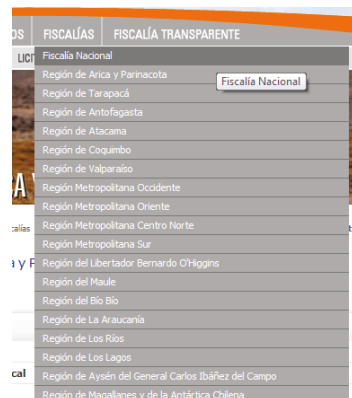 OS FISCALÍAS FISCALÍA TRANSPARENTE
LICI
Fiscalía Nacional
Región de Arica y Parinacota
Fiscalía Nacional
Región de Tarapacá
Región de Antofagasta
Región de Atacama
Región de Coquimbo
Región de Valparaíso
Región Metropolitana Occidente
Región Metropolitana Oriente
Región Metropolitana Centro Norte
calías
Región Metropolitana Sur
Región del Libertador Bernardo O'Higgins
a y F
Región del Maule
Región del Bío Bío
Región de La Araucanía
Región de Los Ríos
Región de Los Lagos
cal
Región de Aysén del General Carlos Ibáñez del Campo
Región de Magallanes y de la Antártica Chilena